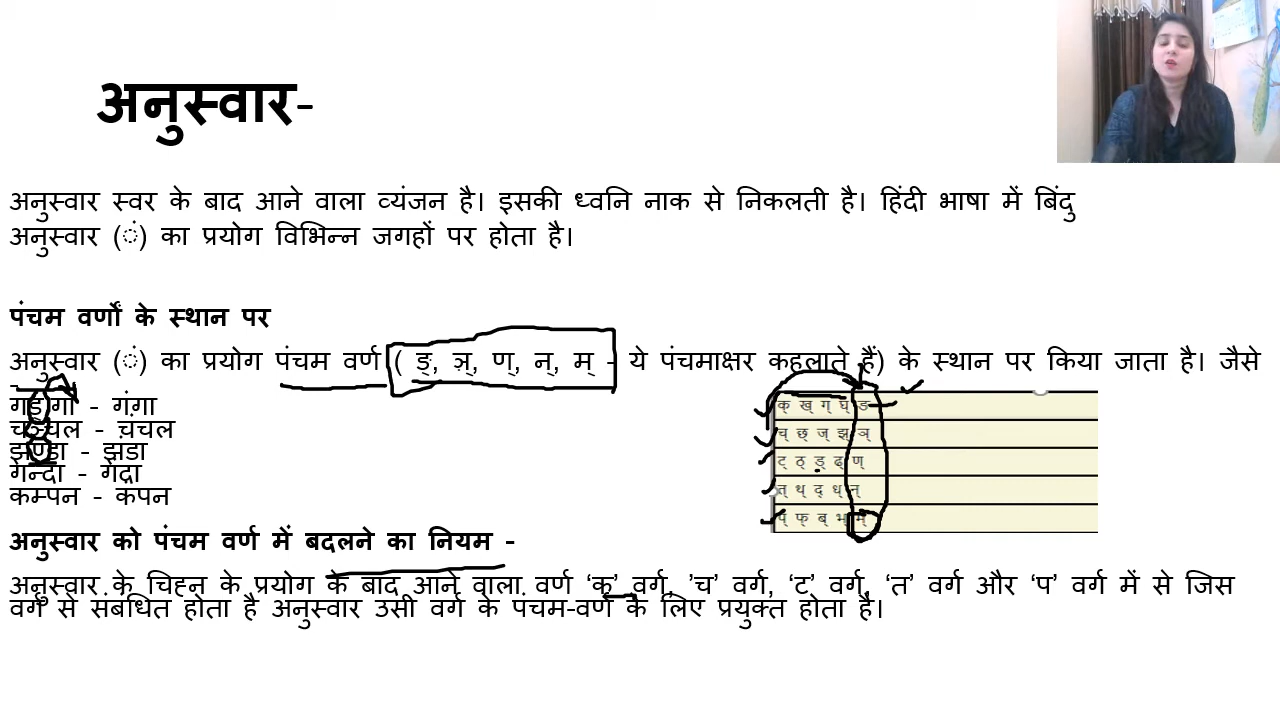 अनुस्वार-
अनुस्वार स्वर के बाद आने वाला व्यंजन है। इसकी ध्वनि नाक से निकलती है। हिंदी भाषा में बिंदु
अनुस्वार (ं) का प्रयोग विभिन्न जगहों पर होता है।
पंचम वर्णों के स्थान पर
अनुस्वार (ं) का प्रयोग पंचम वर्ण ( ङ्, ञ़्, ण्, न्, म् - ये पंचमाक्षर कहलाते हैं) के स्थान पर किया जाता है। जैसे
-
गङ्गा - गंगा
चञ्चल - चंचल
झण्डा - झंडा
गन्दा - गंदा
कम्पन - कंपन
क् ख् ग् घ् ङ
च् छ् ज् झ् ञ्
ट् ठ् ड् ढ् ण्
त् थ् द् ध् न्
प् फ् ब् भ् म्
अनुस्वार को पंचम वर्ण में बदलने का नियम -
अनुस्वार के चिह्न के प्रयोग के बाद आने वाला वर्ण ‘क’ वर्ग, ’च’ वर्ग, ‘ट’ वर्ग, ‘त’ वर्ग और ‘प’ वर्ग में से जिस
वर्ग से संबंधित होता है अनुस्वार उसी वर्ग के पंचम-वर्ण के लिए प्रयुक्त होता है।